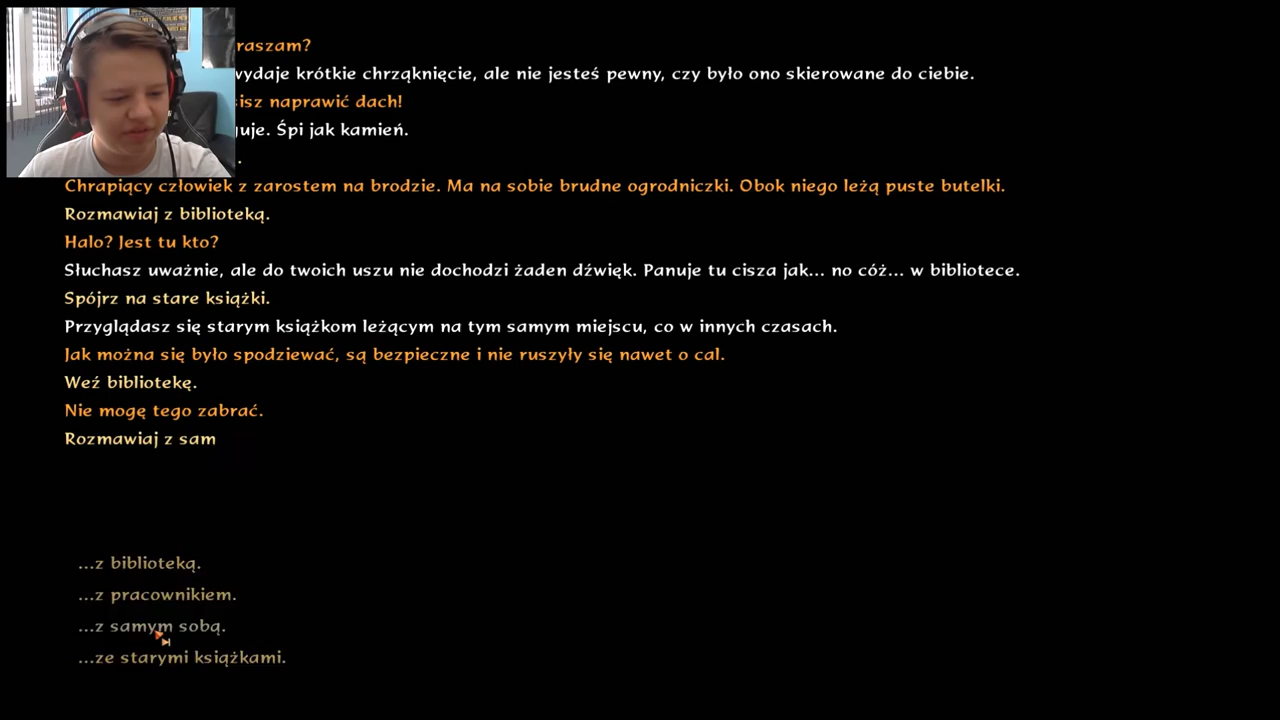 raszam?
wydaje krótkie chrząknięcie, ale nie jesteś pewny, czy było ono skierowane do ciebie.
isz naprawić dach!
uje. Śpi jak kamień.
.
Chrapiący człowiek z zarostem na brodzie. Ma na sobie brudne ogrodniczki. Obok niego leżą puste butelki.
Rozmawiaj z biblioteką.
Halo? Jest tu kto?
Słuchasz uważnie, ale do twoich uszu nie dochodzi żaden dźwięk. Panuje tu cisza jak... no cóż... w bibliotece.
Spójrz na stare książki.
Przyglądasz się starym książkom leżącym na tym samym miejscu, co w innych czasach.
Jak można się było spodziewać, są bezpieczne i nie ruszyły się nawet o cal.
Weź bibliotekę.
Nie mogę tego zabrać.
Rozmawiaj z sam
...z biblioteką.
...z pracownikiem.
...z samym sobą.
...ze starymi książkami.